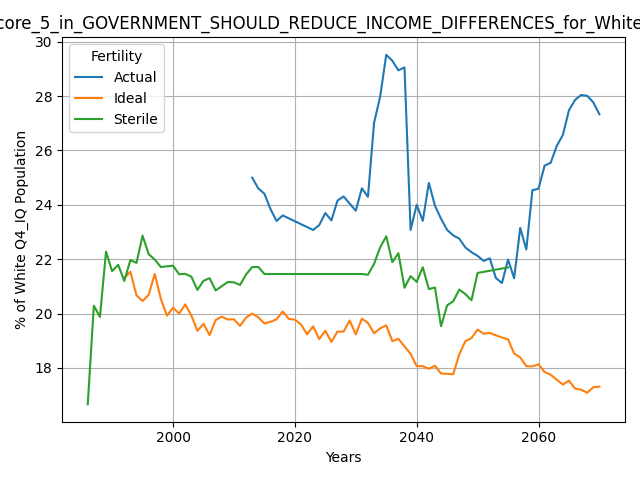 core_5_in_GOVERNMENT_SHOULD_REDUCE_INCOME_DIFFERENCES_for_White
% of White Q4_IQ Population
30
28
26
24
22
20
18
Fertility
Actual
Ideal
Sterile
2000 2020 2040 2060
Years